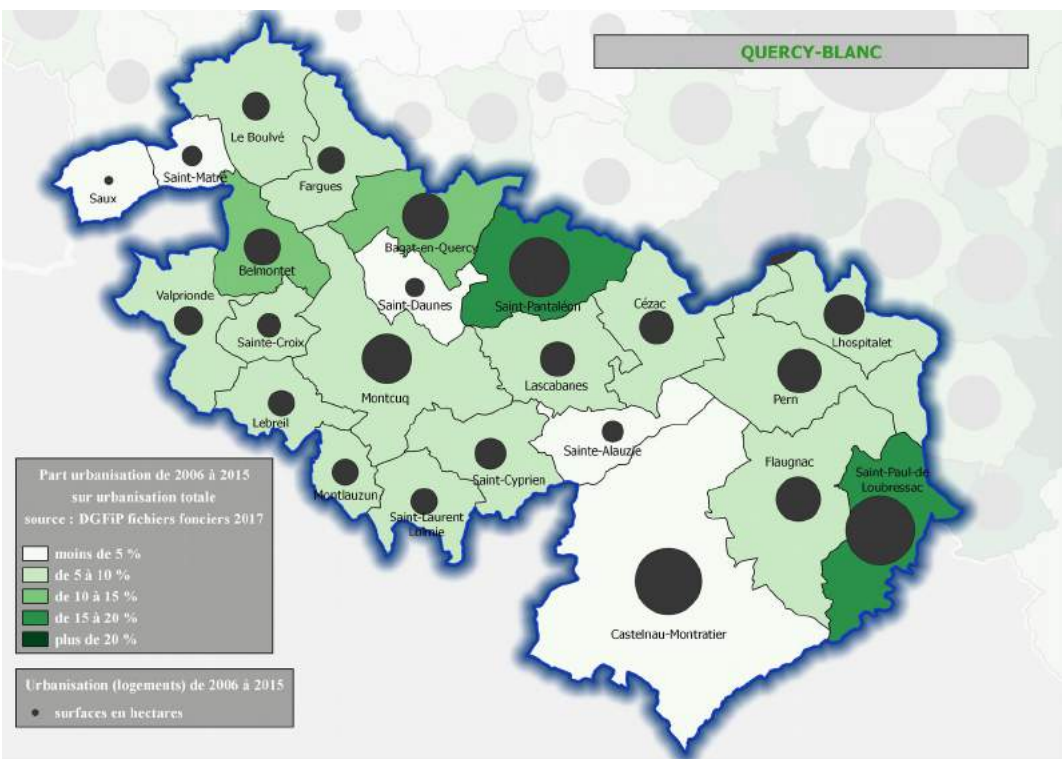 QUERCY-BLANC
Le Boulvé
Saint-Matré
Fargues
Saux
Bagat-en-Quercy
Belmontet
Valprionde
Saint-Daunes
Saint-Pantaléon
Cézac
Sainte-Croix
Lhospitalet
Lascabanes
Montcuq
Pern
Lebreil
Sainte-Alauzie
Flaugnac
Saint-Paul-de
Loubressac
Saint-Cyprien
Montlauzun
Saint-Laurent
Lolmie
Castelnau-Montratier
Part urbanisation de 2006 à 2015
sur urbanisation totale
source : DGFiP fichiers fonciers 2017
moins de 5 %
de 5 à 10 %
de 10 à 15 %
de 15 à 20 %
plus de 20 %
Urbanisation (logements) de 2006 à 2015
surfaces en hectares